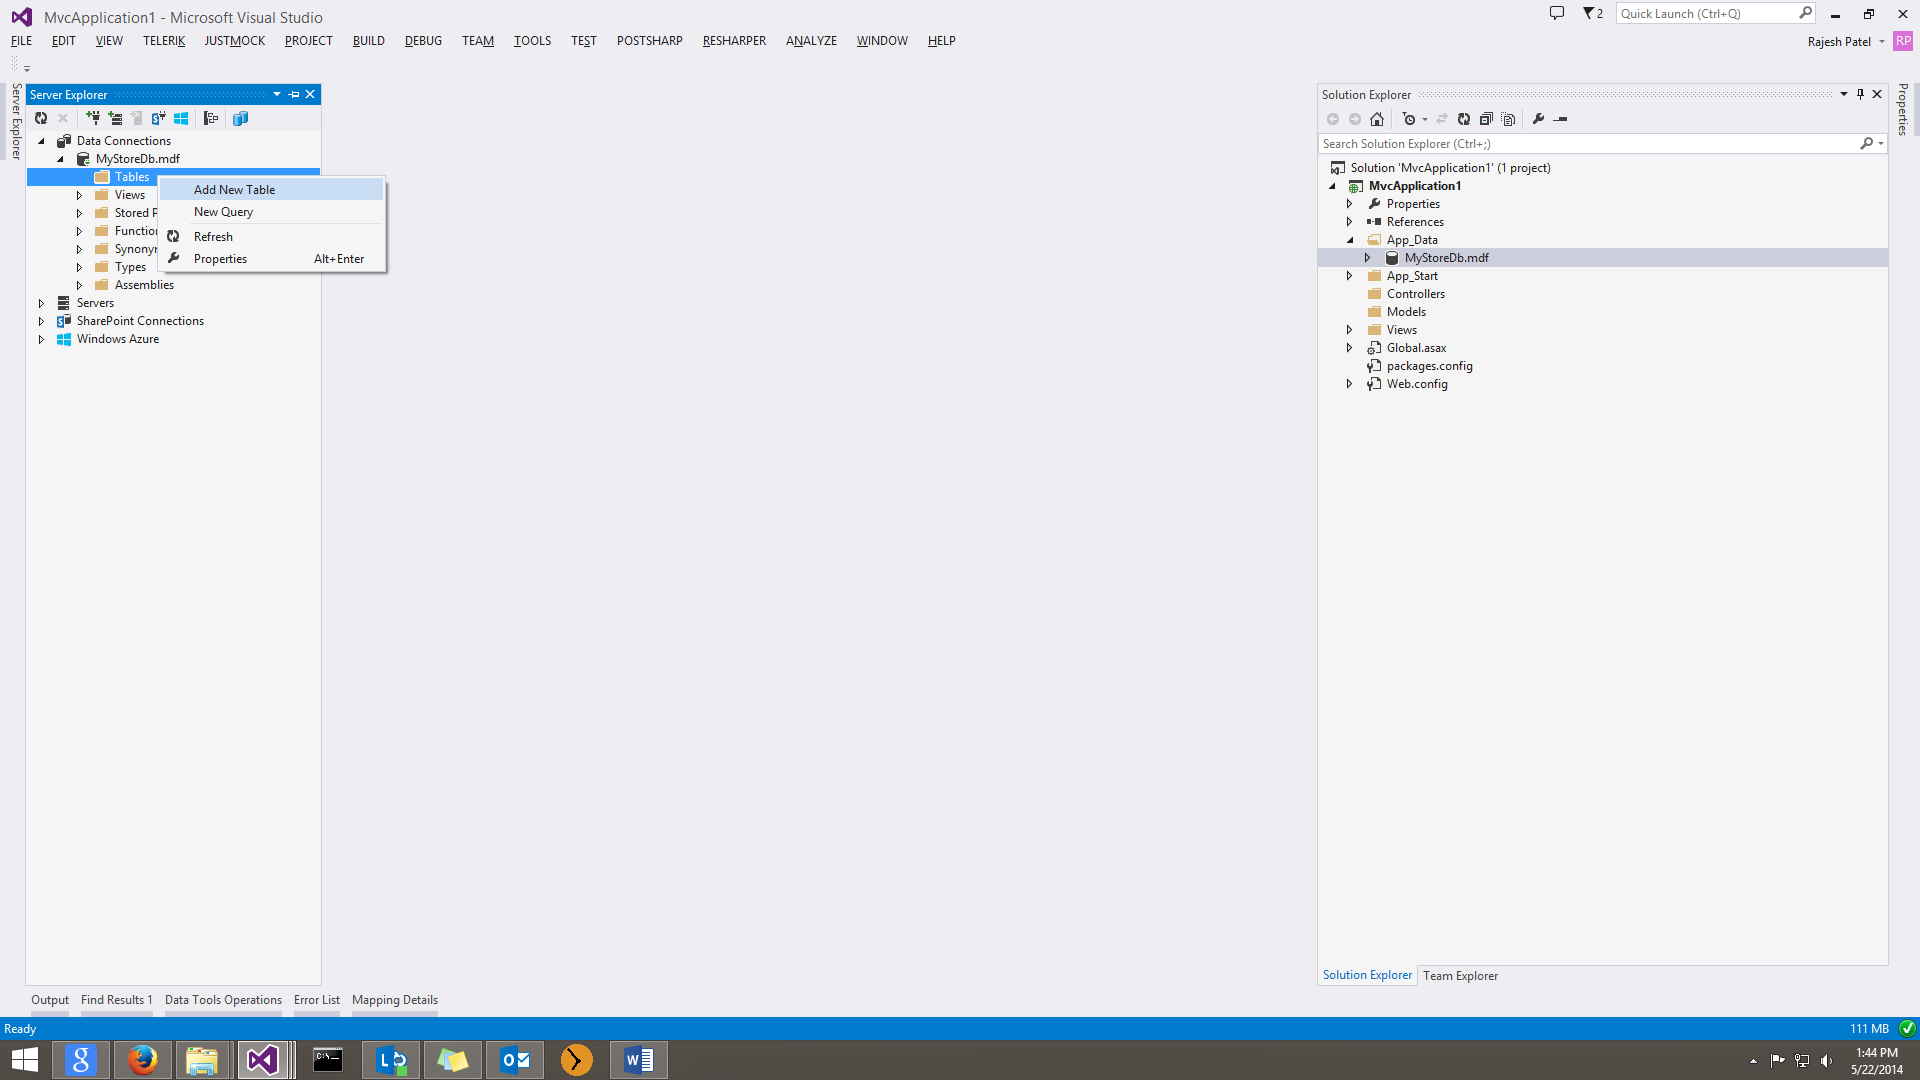 MvcApplication1 - Microsoft Visual Studio
2
Quick Launch (Ctrl+Q)
FILE EDIT VIEW TELERIK JUSTMOCK PROJECT BUILD DEBUG TEAM TOOLS TEST POSTSHARP RESHARPER ANALYZE WINDOW HELP
Rajesh Patel RP
Server Explorer
Server Explorer
Data Connections
MyStoreDb.mdf
Tables
Views
Stored P
Function
Synonyn
Types
Assemblies
Servers
SharePoint Connections
Windows Azure
Add New Table
New Query
Refresh
Properties Alt+Enter
Solution Explorer
Search Solution Explorer (Ctrl+;)
Solution 'MvcApplication1' (1 project)
MvcApplication1
Properties
References
App_Data
MyStoreDb.mdf
App_Start
Controllers
Models
Views
Global.asax
packages.config
Web.config
Solution Explorer Team Explorer
Properties
Output Find Results 1 Data Tools Operations Error List Mapping Details
Ready
111 MB
1:44 PM
5/22/2014